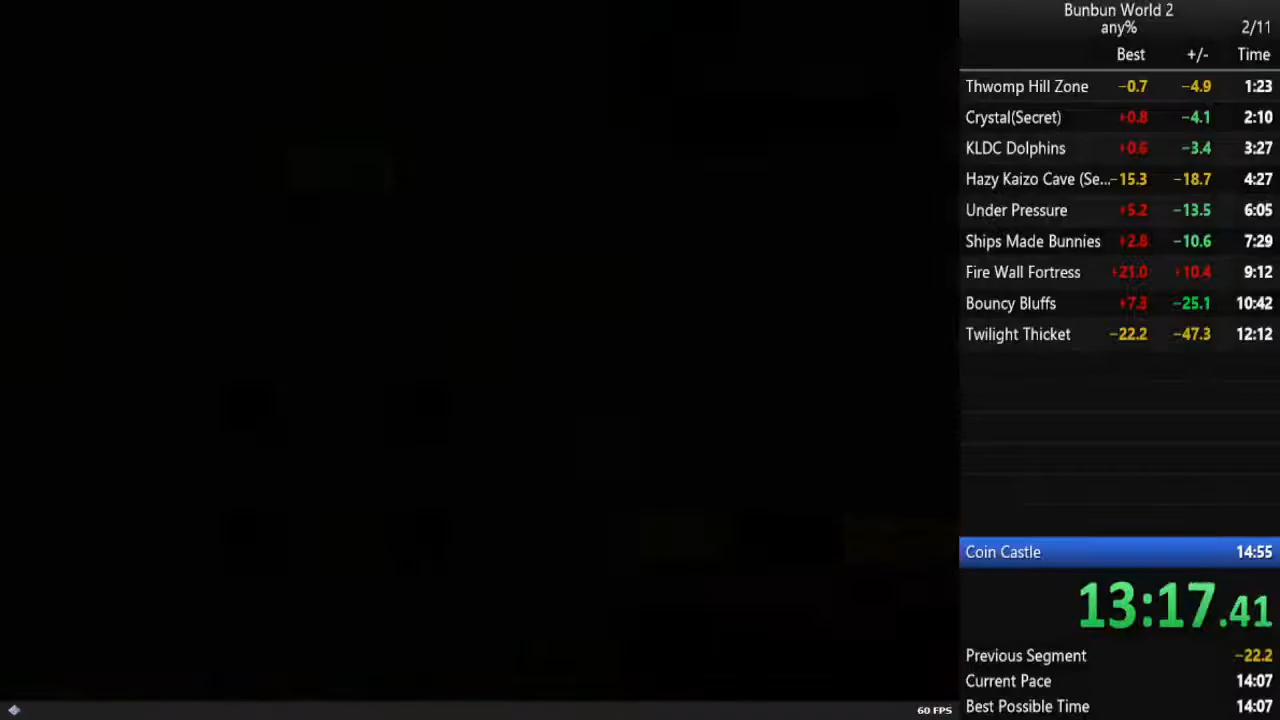 Bunbun World 2
any% 2/11
Best +/- Time
Thwomp Hill Zone −0.7 −4.9 1:23
Crystal(Secret) +0.8 −4.1 2:10
KLDC Dolphins +0.6 −3.4 3:27
Hazy Kaizo Cave (Se... −15.3 −18.7 4:27
Under Pressure +5.2 −13.5 6:05
Ships Made Bunnies +2.8 −10.6 7:29
Fire Wall Fortress +21.0 +10.4 9:12
Bouncy Bluffs +7.3 −25.1 10:42
Twilight Thicket −22.2 −47.3 12:12
Coin Castle 14:55
13:17.41
Previous Segment −22.2
Current Pace 14:07
Best Possible Time 14:07
60 FPS